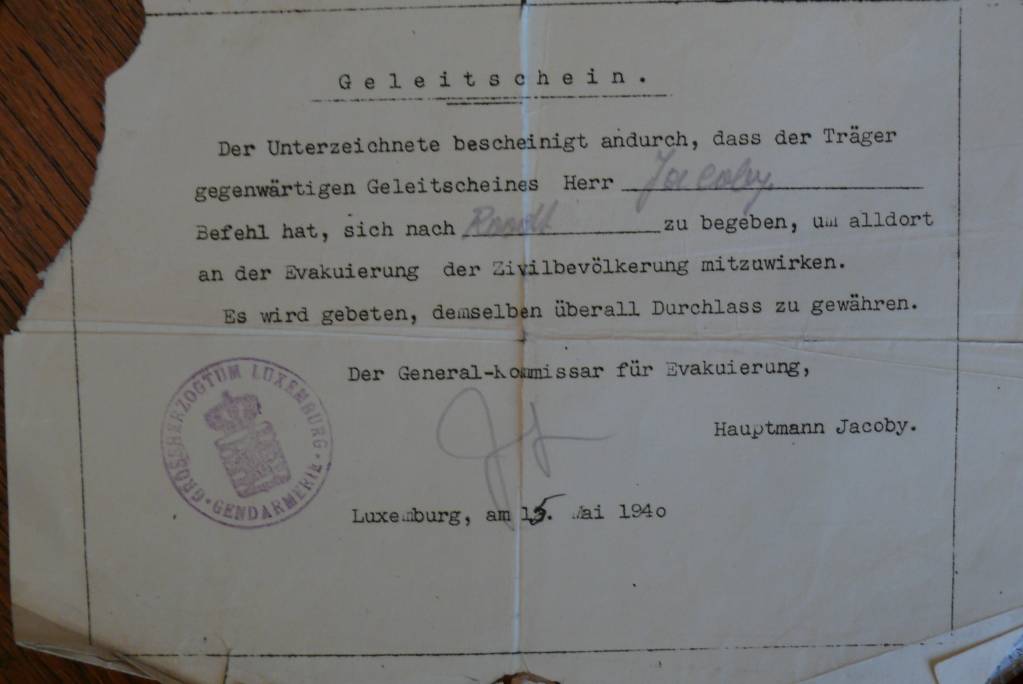 Geleitschein.
Der Unterzeichnete bescheinigt andurch, dass der Träger
gegenwärtigen Geleitscheines Herr Jacoby
Befehl hat, sich nach zu begeben, um alldort
an der Evakuierung der Zivilbevölkerung mitzuwirken.
Es wird gebeten, demselben überall Durchlass zu gewähren.
Der General-Kommissar für Evakuierung,
Hauptmann Jacoby.
GROSSHERZOGTUM LUXEMBURG
GENDARMERIE
Luxemburg, am 15. Mai 1940